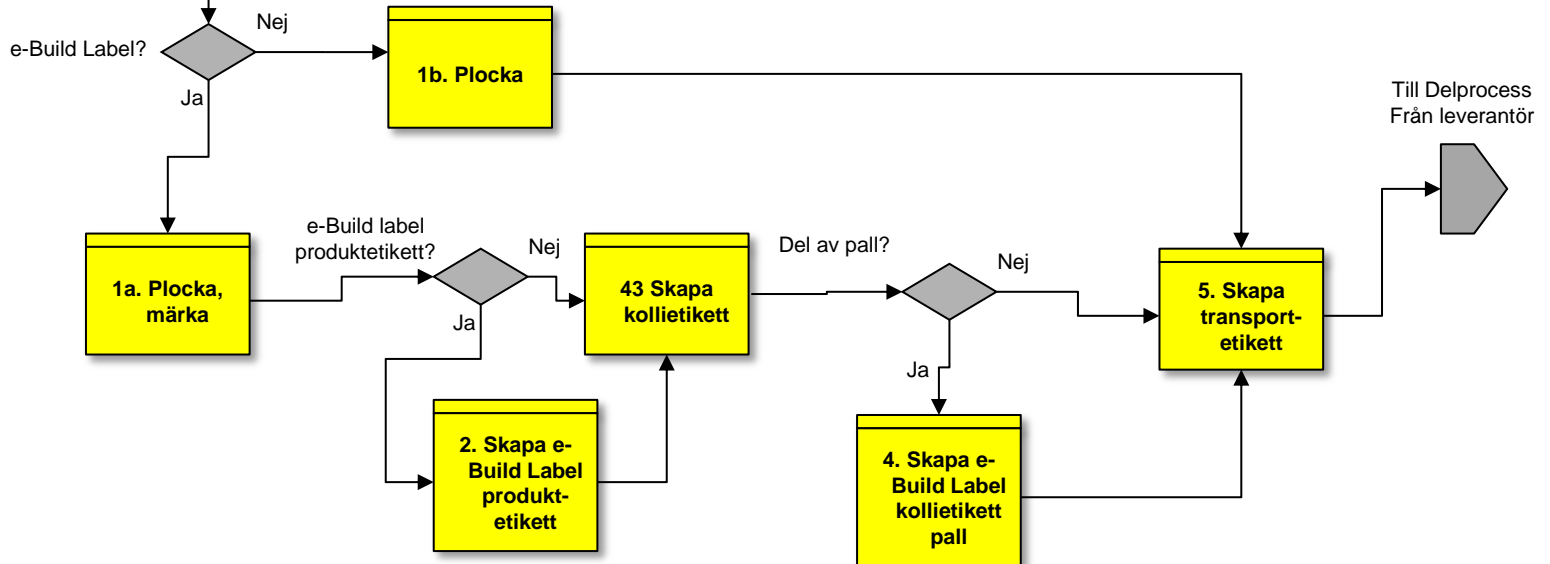 Nej
e-Build Label?
1b. Plocka
Ja
Till Delprocess
Från leverantör
e-Build label
produktetikett?
Nej
Del av pall?
Nej
1a. Plocka,
märka
43 Skapa
kollietikett
5. Skapa
transport-
etikett
Ja
Ja
2. Skapa e-
Build Label
produkt-
etikett
4. Skapa e-
Build Label
kollietikett
pall